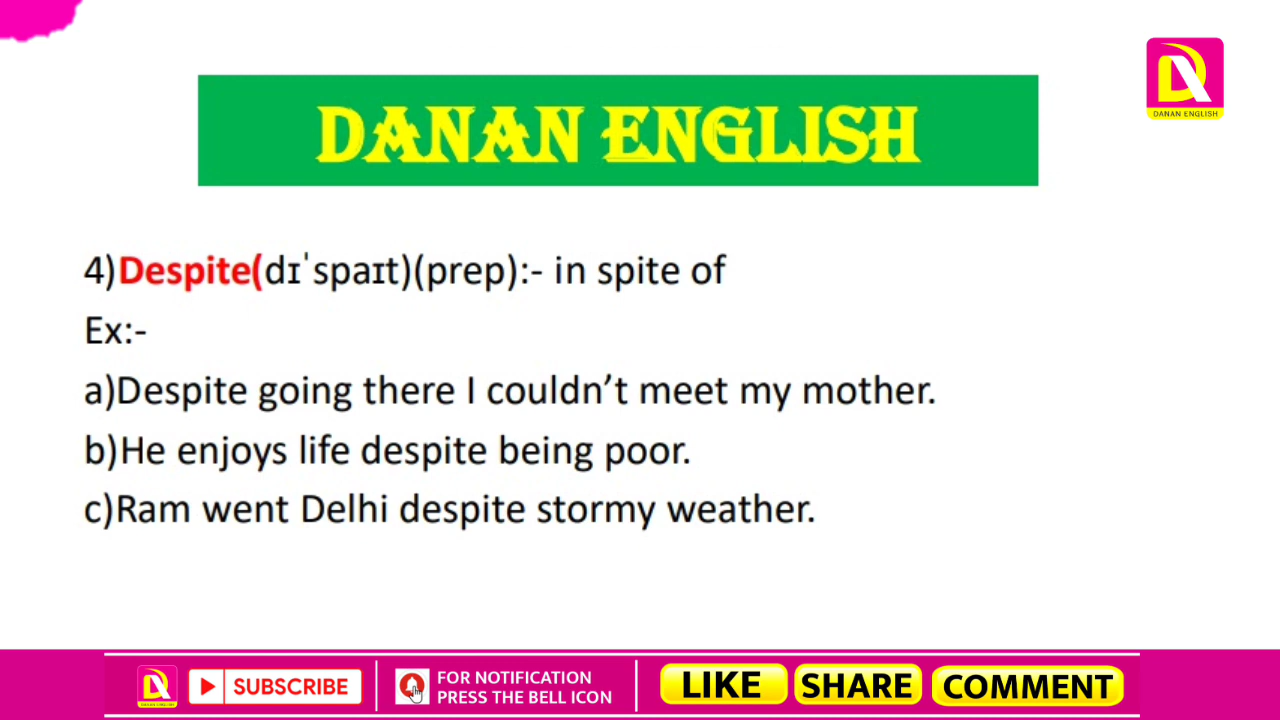 DANAN ENGLISH
DANAN ENGLISH
4)Despite(dɪˈspaɪt)(prep):- in spite of
Ex:-
a)Despite going there I couldn’t meet my mother.
b)He enjoys life despite being poor.
c)Ram went Delhi despite stormy weather.
DANAN ENGLISH
SUBSCRIBE
FOR NOTIFICATION
PRESS THE BELL ICON
LIKE
SHARE
COMMENT